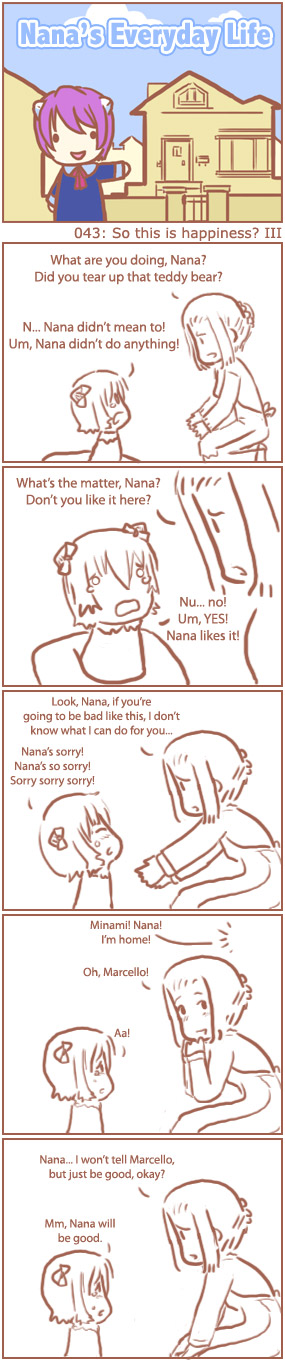 Nana's Everyday Life
043: So this is happiness? III
What are you doing, Nana?
Did you tear up that teddy bear?
N... Nana didn't mean to!
Um, Nana didn't do anything!
What's the matter, Nana?
Don't you like it here?
Nu... no!
Um, YES!
Nana likes it!
Look, Nana, if you're
going to be bad like this, I don't
know what I can do for you...
Nana's sorry!
Nana's so sorry!
Sorry sorry sorry!
Minami! Nana!
I'm home!
Oh, Marcello!
Aa!
Nana... I won't tell Marcello,
but just be good, okay?
Mm, Nana will
be good.